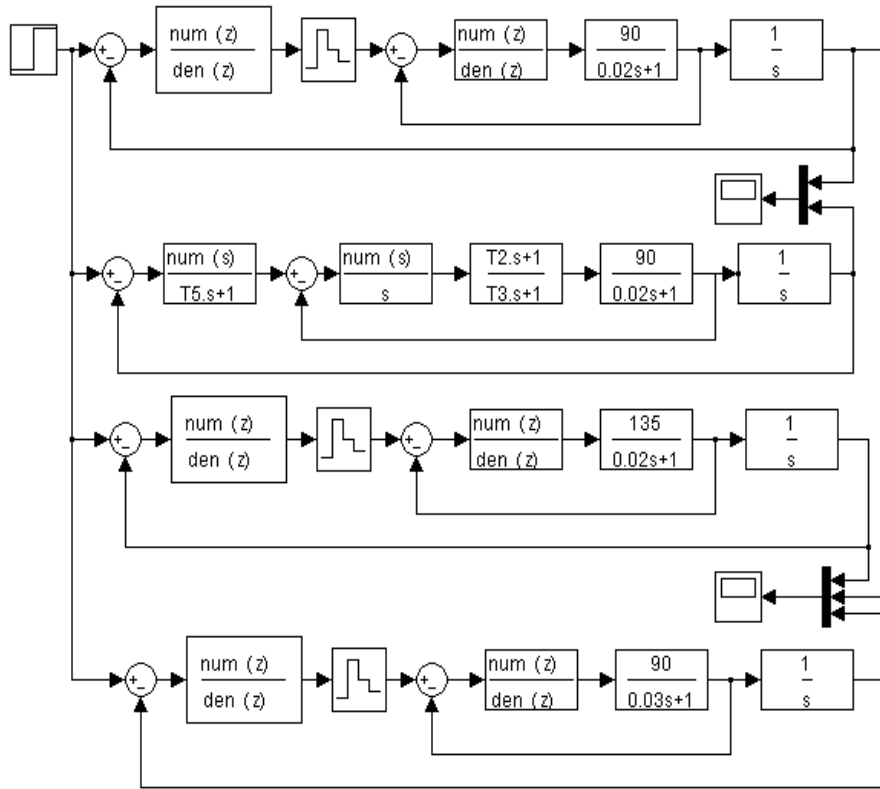 num (z)
den (z)
num (z)
den (z)
90
0.02s+1
1
s
num (s)
T5.s+1
num (s)
s
T2.s+1
T3.s+1
90
0.02s+1
1
s
num (z)
den (z)
num (z)
den (z)
135
0.02s+1
1
s
num (z)
den (z)
num (z)
den (z)
90
0.03s+1
1
s